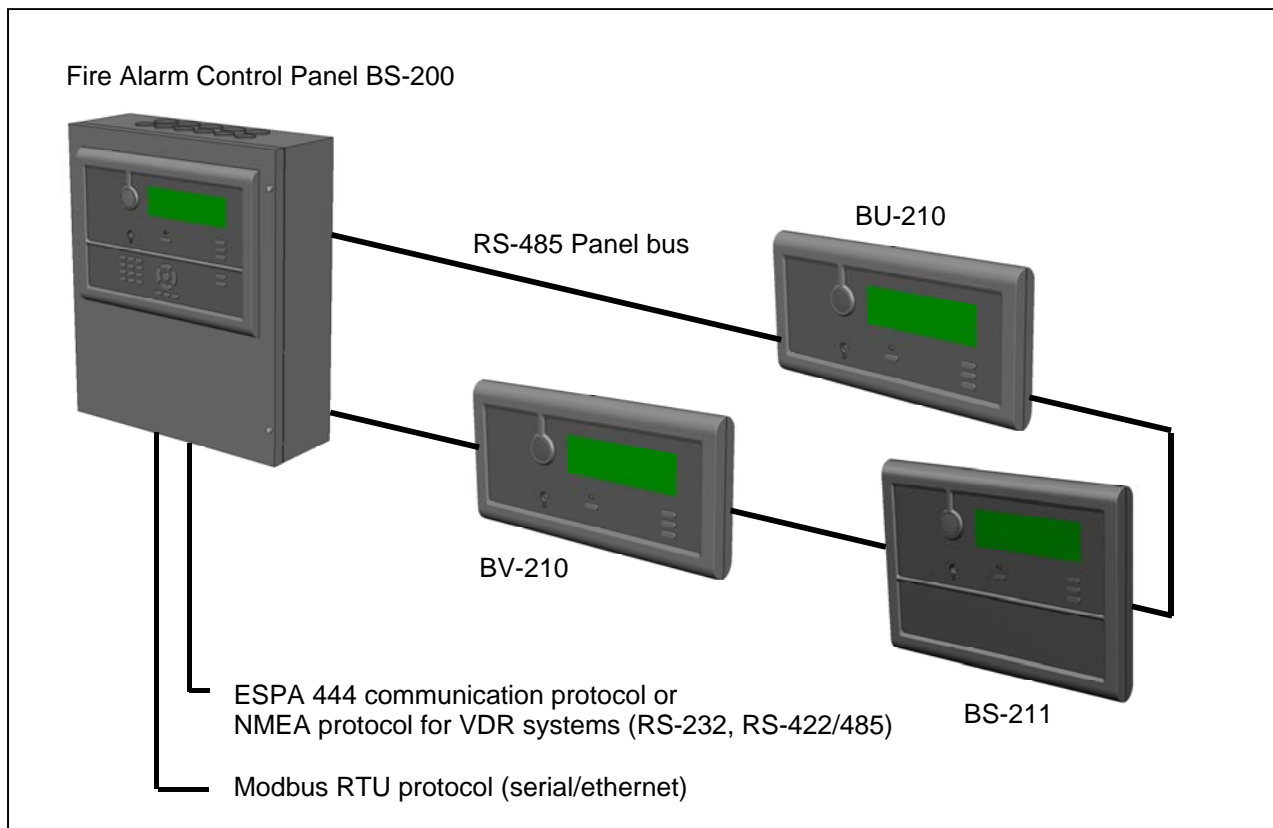 Fire Alarm Control Panel BS-200
BU-210
RS-485 Panel bus
BV-210
BS-211
ESPA 444 communication protocol or
NMEA protocol for VDR systems (RS-232, RS-422/485)
Modbus RTU protocol (serial/ethernet)